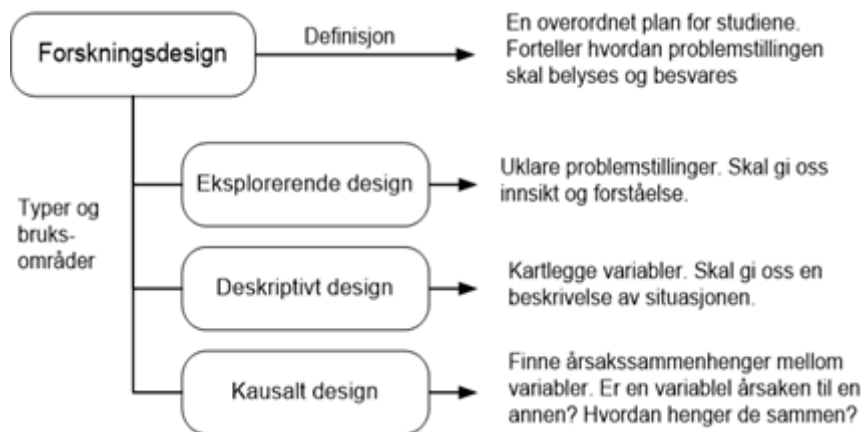 Forskningsdesign
Definisjon
En overordnet plan for studiene.
Forteller hvordan problemstillingen
skal belyses og besvares
Typer og
bruks-
områder
Eksplorerende design
Uklare problemstillinger. Skal gi oss
innsikt og forståelse.
Deskriptivt design
Kartlegge variabler. Skal gi oss en
beskrivelse av situasjonen.
Kausalt design
Finne årsakssammenhenger mellom
variabler. Er en variablel årsaken til en
annen? Hvordan henger de sammen?